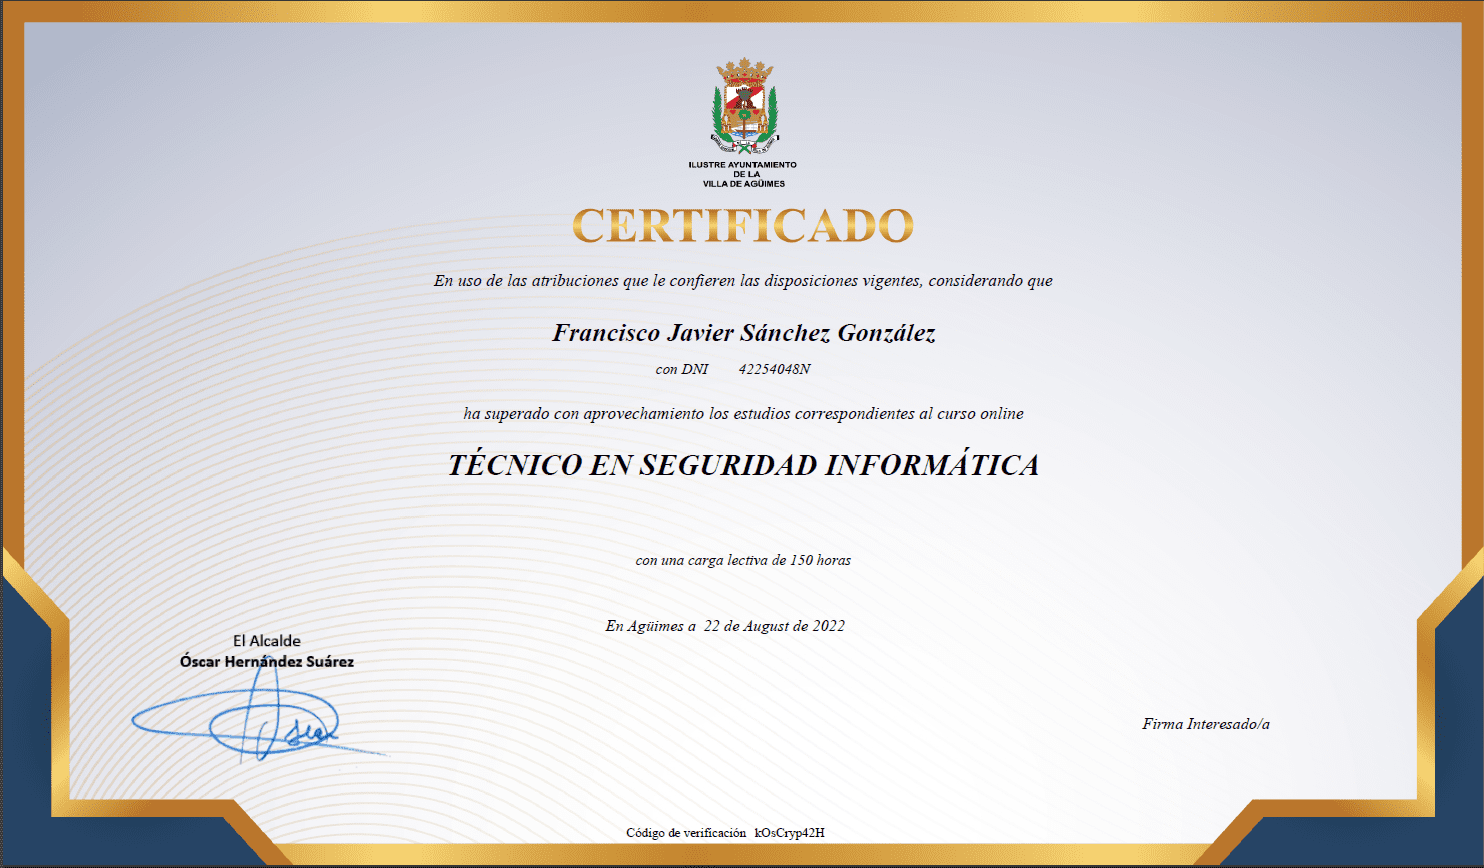 ILUSTRE AYUNTAMIENTO
DE LA
VILLA DE AGÜIMES
CERTIFICADO
En uso de las atribuciones que le confieren las disposiciones vigentes, considerando que
Francisco Javier Sánchez González
con DNI 42254048N
ha superado con aprovechamiento los estudios correspondientes al curso online
TÉCNICO EN SEGURIDAD INFORMÁTICA
con una carga lectiva de 150 horas
En Agüimes a 22 de August de 2022
El Alcalde
Óscar Hernández Suárez
Firma Interesado/a
Código de verificación kOsCryp42H